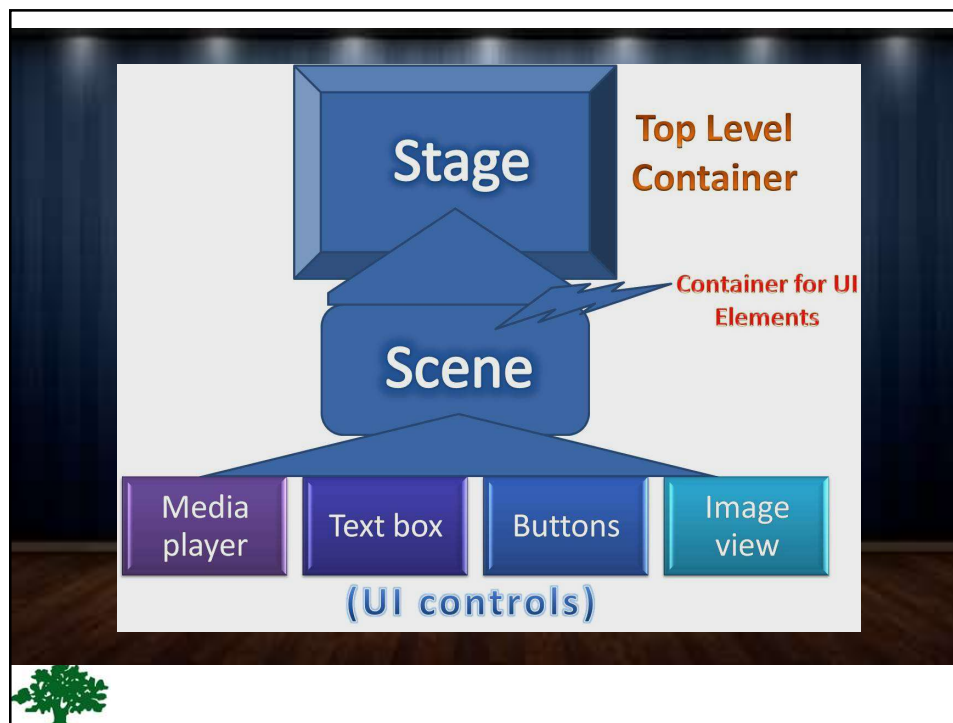 Stage
Top Level
Container
Container for UI
Elements
Scene
Media
player
Text box
Buttons
Image
view
(UI controls)